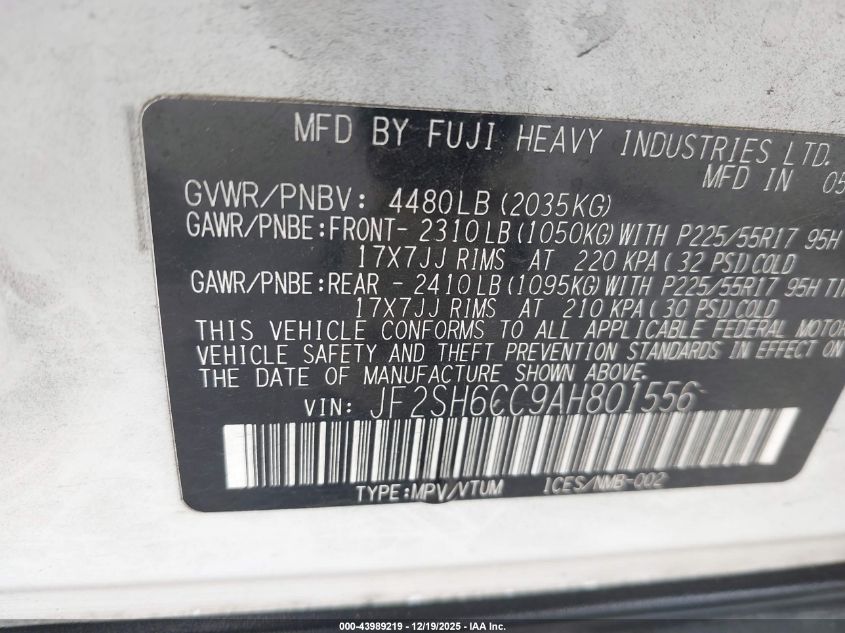 MFD BY FUJI HEAVY INDUSTRIES LTD.
MFD IN 05
GVWR/PNBV: 4480LB(2035KG)
GAWR/PNBE:FRONT- 2310LB(1050KG)WITH P225/55R17 95H
17X7JJ RIMS AT 220 KPA(32 PSI)COLD
GAWR/PNBE:REAR - 2410LB(1095KG)WITH P225/55R17 95H TI
17X7JJ RIMS AT 210 KPA(30 PSI)COLD
THIS VEHICLE CONFORMS TO ALL APPLICABLE FEDERAL MOTOR
VEHICLE SAFETY AND THEFT PREVENTION STANDARDS IN EFFECT ON
THE DATE OF MANUFACTURE SHOWN ABOVE.
VIN: JF2SH6CC9AH801556
TYPE:MPV/VTUM ICES/NMB-002
000-43989219 - 12/19/2025 - IAA Inc.